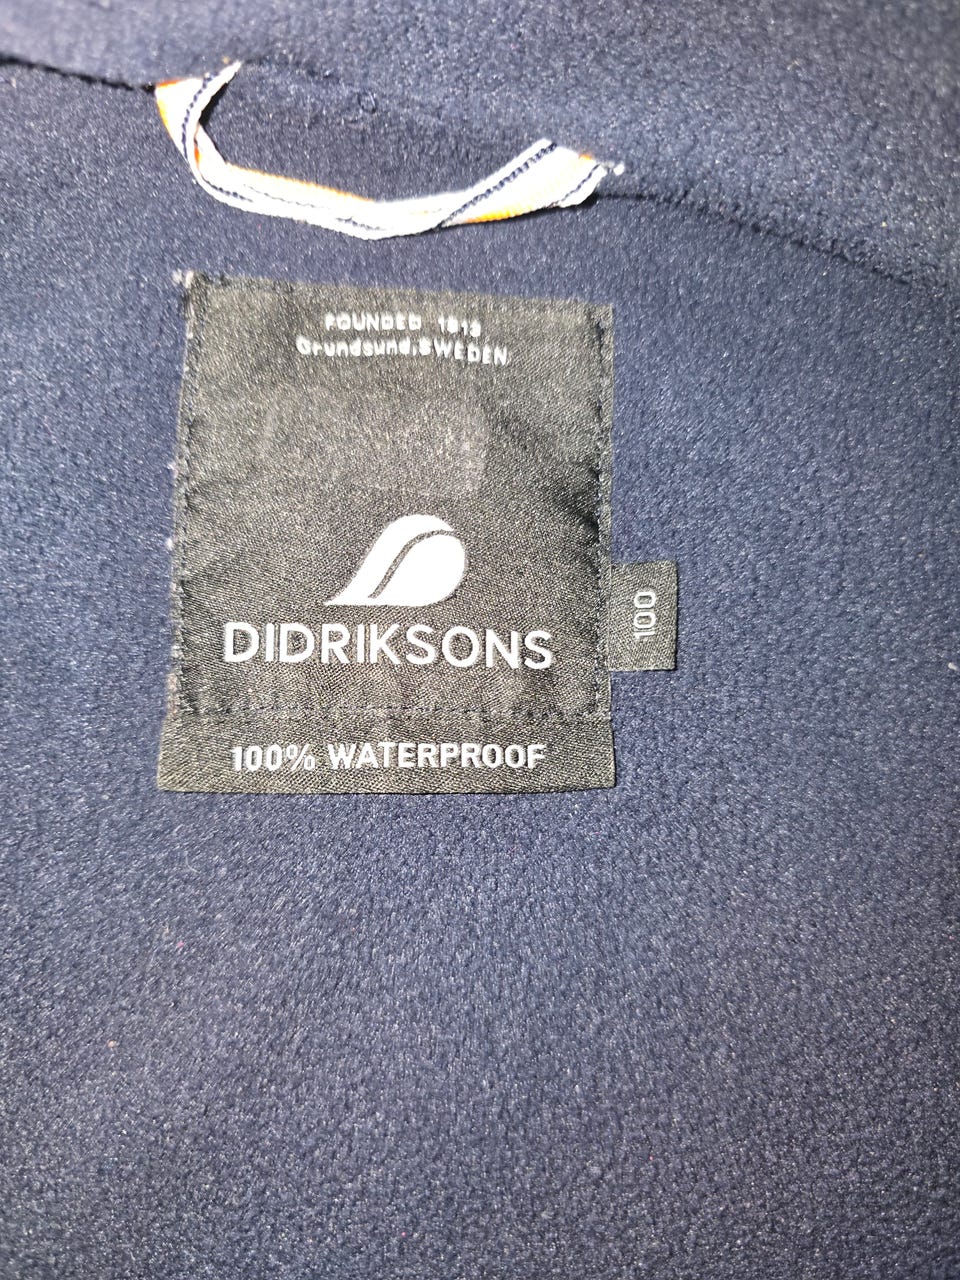 FOUNDED 1913
Grundsund.SWEDEN
DIDRIKSONS
100
100% WATERPROOF